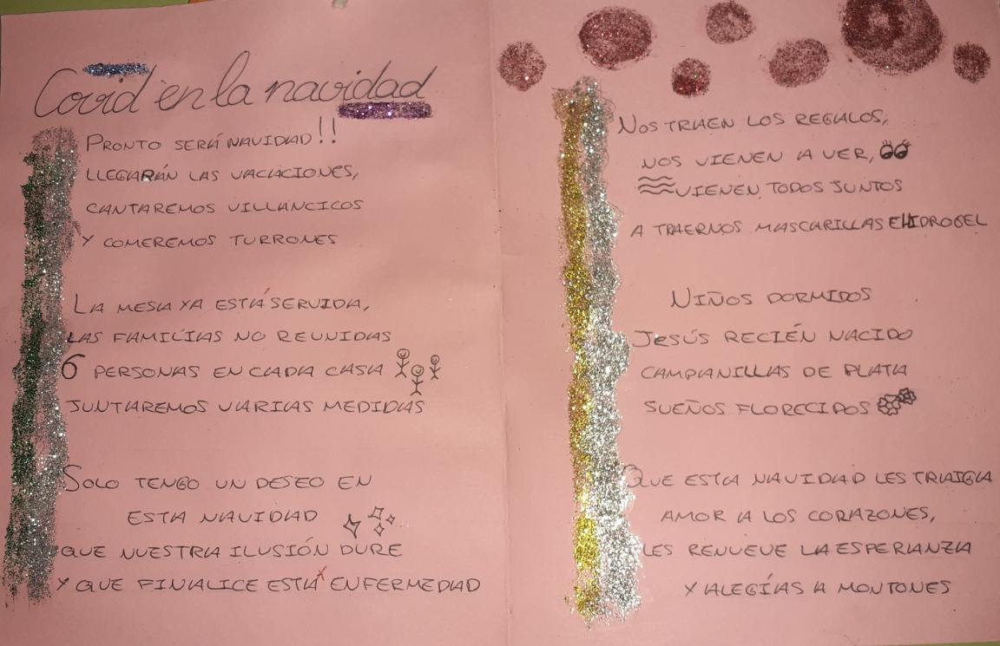 Covid en la navidad
PRONTO SERÁ NAVIDAD!!
LLEGARÁN LAS VACACIONES,
CANTAREMOS VILLANCICOS
Y COMEREMOS TURRONES
LA MESA YA ESTÁ SERVIDA,
LAS FAMILIAS NO REUNIDAS
6 PERSONAS EN CADA CASA
JUNTAREMOS VARIAS MEDIDAS
SOLO TENGO UN DESEO EN
ESTA NAVIDAD
QUE NUESTRA ILUSIÓN DURE
Y QUE FINALICE ESTA ENFERMEDAD
NOS TRAEN LOS REGALOS,
NOS VIENEN A VER,
VIENEN TODOS JUNTOS
A TRAERNOS MASCARILLAS E HIDROGEL
NIÑOS DORMIDOS
JESÚS RECIÉN NACIDO
CAMPANILLAS DE PLATA
SUEÑOS FLORECIDOS
QUE ESTA NAVIDAD LES TRAIGA
AMOR A LOS CORAZONES,
LES RENUEVE LA ESPERANZA
Y ALEGÍAS A MONTONES